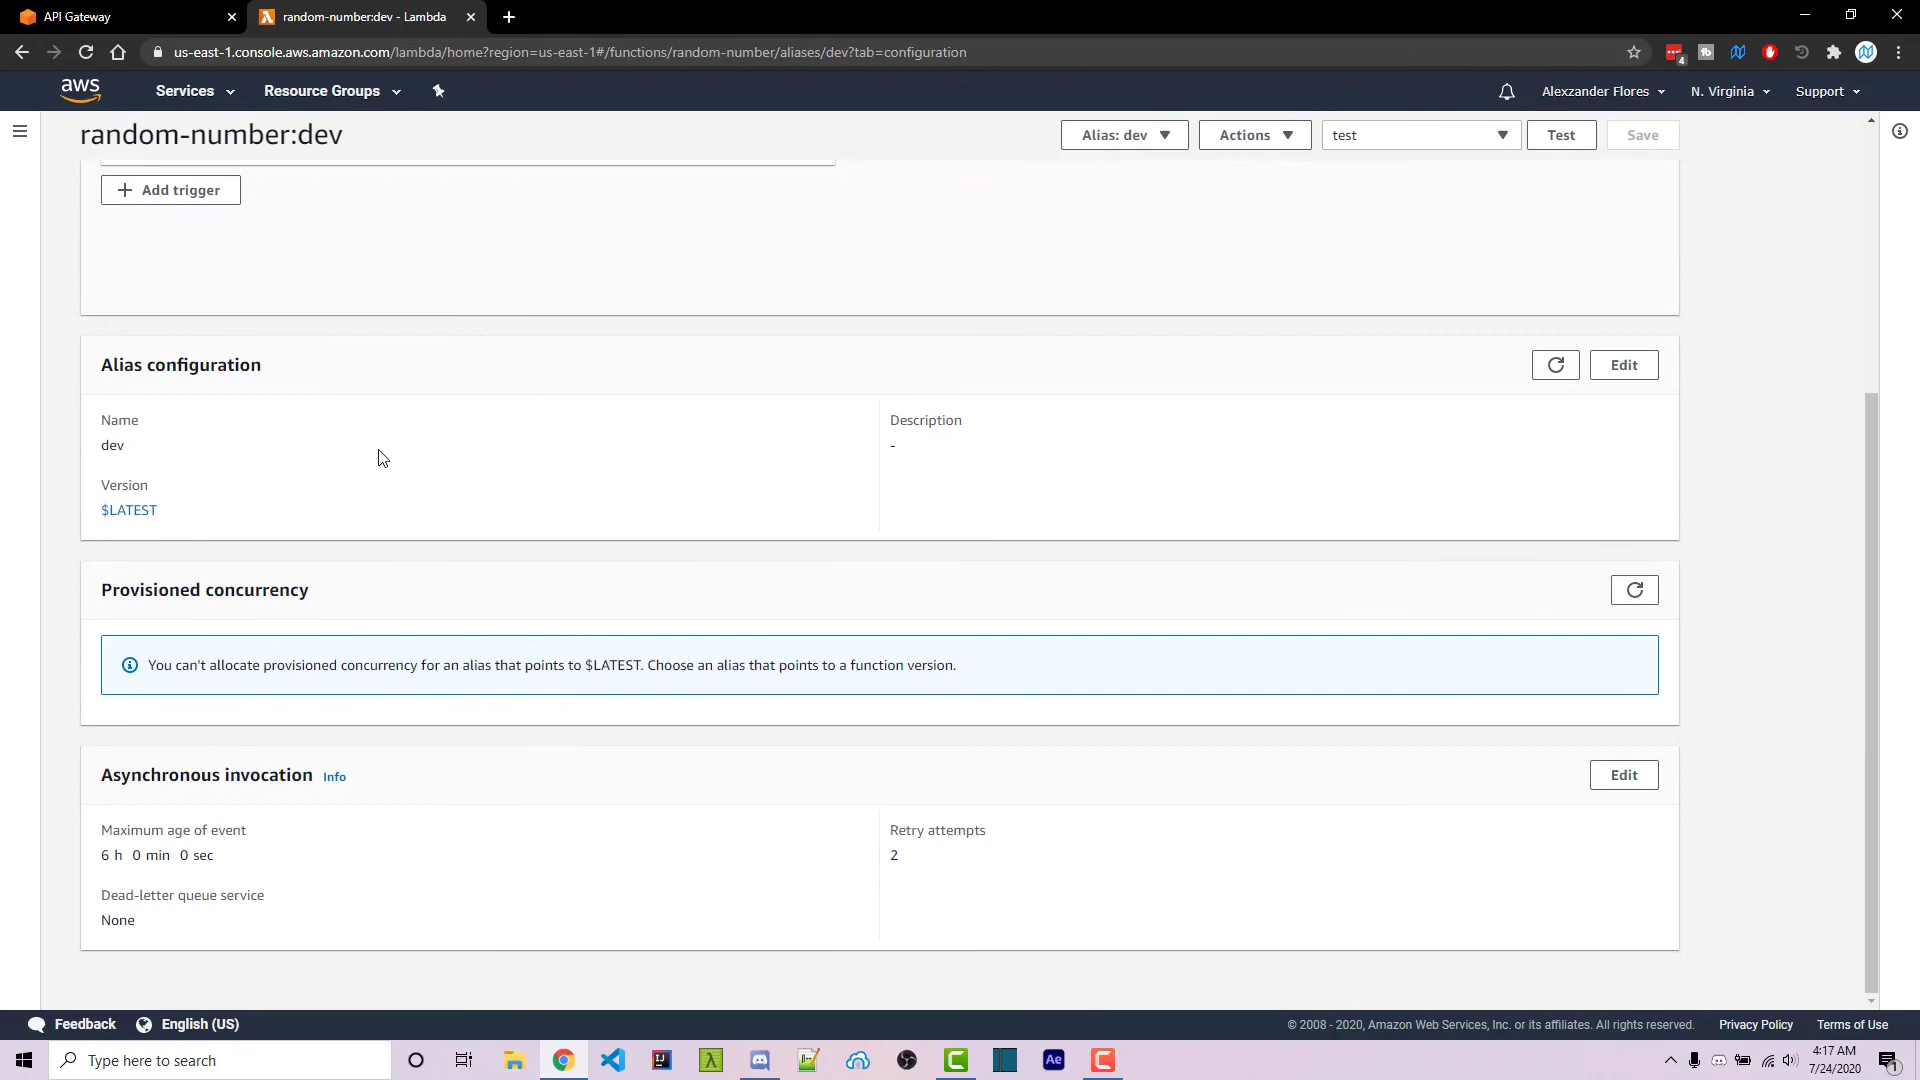 API Gateway
random-number:dev - Lambda
us-east-1.console.aws.amazon.com/lambda/home?region=us-east-1#/functions/random-number/aliases/dev?tab=configuration
4
aws
Services
Resource Groups
Alexzander Flores
N. Virginia
Support
random-number:dev
Alias: dev
Actions
test
Test
Save
Add trigger
Alias configuration
Edit
Name
Description
dev
-
Version
$LATEST
Provisioned concurrency
You can't allocate provisioned concurrency for an alias that points to $LATEST. Choose an alias that points to a function version.
Asynchronous invocation Info
Edit
Maximum age of event
Retry attempts
6 h 0 min 0 sec
2
Dead-letter queue service
None
Feedback
English (US)
© 2008 - 2020, Amazon Web Services, Inc. or its affiliates. All rights reserved.
Privacy Policy
Terms of Use
Type here to search
IJ
Ae
4:17 AM
7/24/2020
1